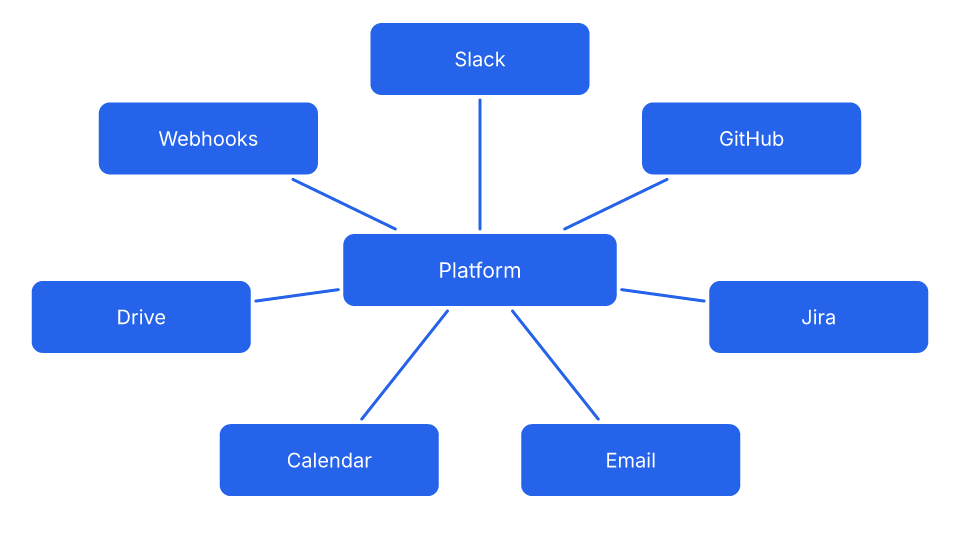 Slack
Webhooks
GitHub
Platform
Drive
Jira
Calendar
Email